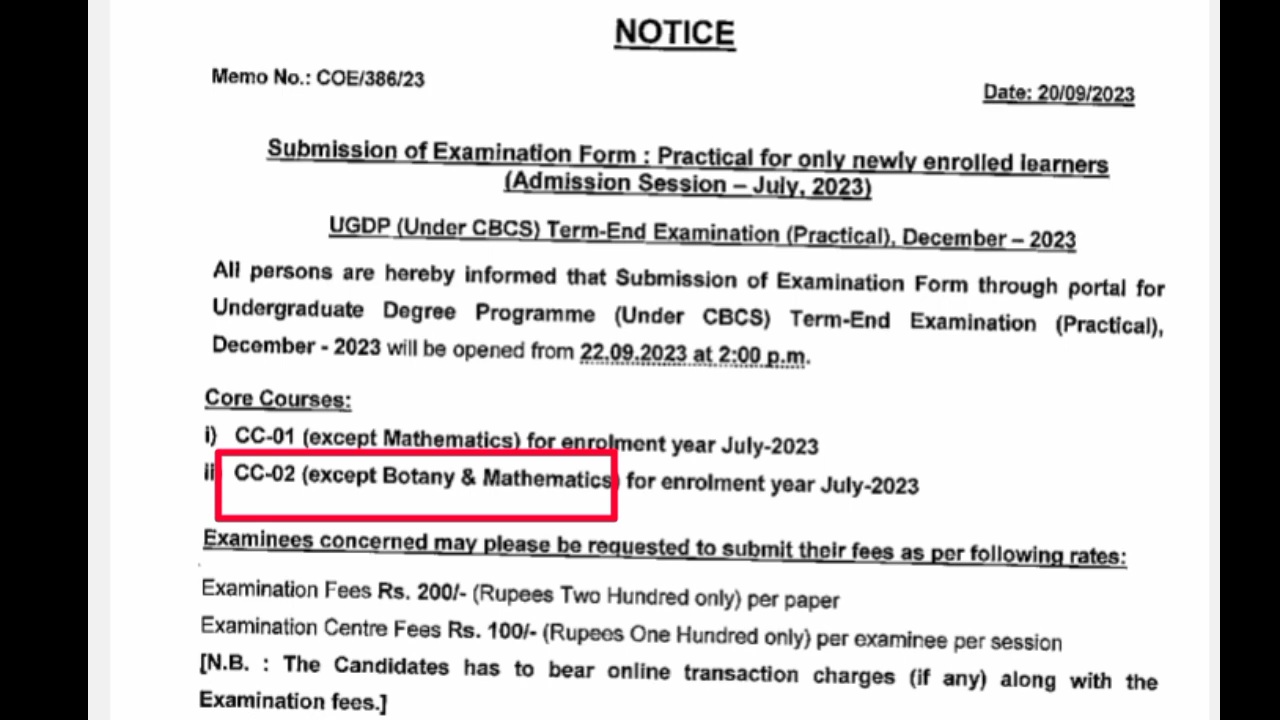 NOTICE
Memo No.: COE/386/23
Date: 20/09/2023
Submission of Examination Form : Practical for only newly enrolled learners
(Admission Session – July, 2023)
UGDP (Under CBCS) Term-End Examination (Practical), December – 2023
All persons are hereby informed that Submission of Examination Form through portal for
Undergraduate Degree Programme (Under CBCS) Term-End Examination (Practical),
December - 2023 will be opened from 22.09.2023 at 2:00 p.m.
Core Courses:
i) CC-01 (except Mathematics) for enrolment year July-2023
ii) CC-02 (except Botany & Mathematics) for enrolment year July-2023
Examinees concerned may please be requested to submit their fees as per following rates:
Examination Fees Rs. 200/- (Rupees Two Hundred only) per paper
Examination Centre Fees Rs. 100/- (Rupees One Hundred only) per examinee per session
[N.B. : The Candidates has to bear online transaction charges (if any) along with the
Examination fees.]